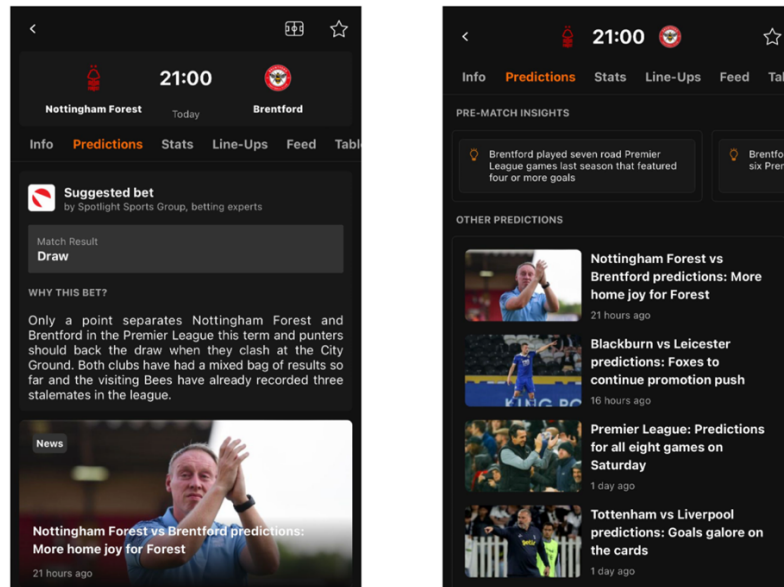 21:00
Nottingham Forest
Today
Brentford
Info Predictions Stats Line-Ups Feed
Suggested bet
by Spotlight Sports Group, betting experts
Match Result
Draw
WHY THIS BET?
Only a point separates Nottingham Forest and
Brentford in the Premier League this term and punters
should back the draw when they clash at the City
Ground. Both clubs have had a mixed bag of results so
far and the visiting Bees have already recorded three
stalemates in the league.
News
Nottingham Forest vs Brentford predictions:
More home joy for Forest
21 hours ago
21:00
Info Predictions Stats Line-Ups Feed
PRE-MATCH INSIGHTS
Brentford played seven road Premier
League games last season that featured
four or more goals
six
OTHER PREDICTIONS
Nottingham Forest vs
Brentford predictions: More
home joy for Forest
21 hours ago
Blackburn vs Leicester
predictions: Foxes to
continue promotion push
16 hours ago
Premier League: Predictions
for all eight games on
Saturday
1 day ago
Tottenham vs Liverpool
predictions: Goals galore on
the cards
1 day ago